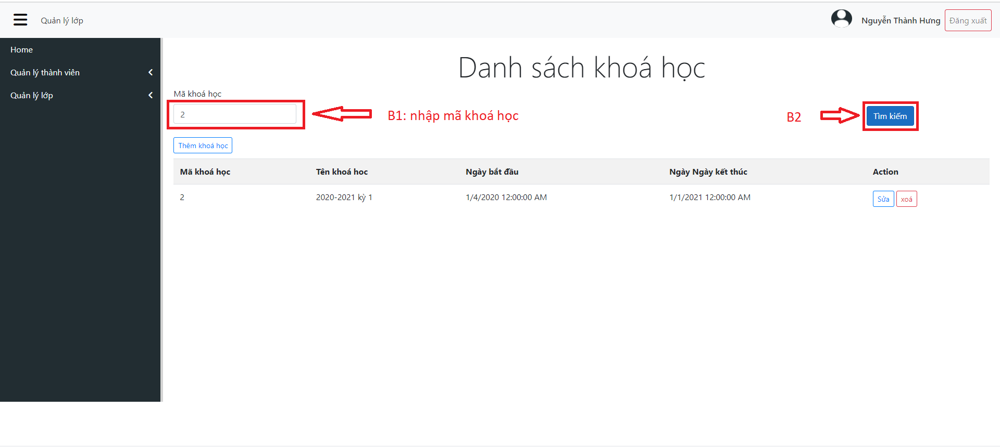 Quản lý lớp
Nguyễn Thành Hưng
Đăng xuất
Home
Quản lý thành viên
Quản lý lớp
Danh sách khoá học
Mã khoá học
2
B1: nhập mã khoá học
B2
Tìm kiếm
Thêm khoá học
Mã khoá học Tên khoá hoc Ngày bắt đầu Ngày Ngày kết thúc Action
2 2020-2021 kỳ 1 1/4/2020 12:00:00 AM 1/1/2021 12:00:00 AM Sửa xoá